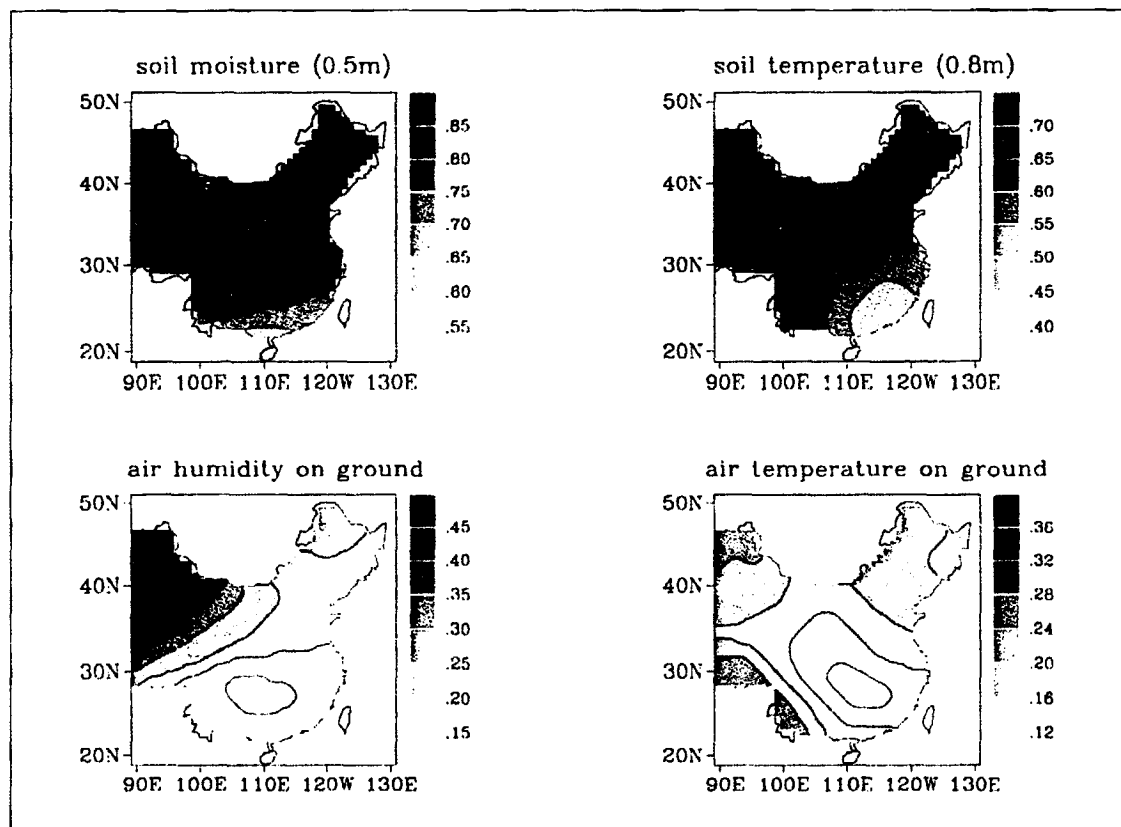 soil moisture (0.5m)
50N
40N
30N
20N
90E 100E 110E 120W 130E
.85
.80
.75
.70
.65
.60
.55
soil temperature (0.8m)
50N
40N
30N
20N
90E 100E 110E 120W 130E
.70
.65
.60
.55
.50
.45
.40
air humidity on ground
50N
40N
30N
20N
90E 100E 110E 120W 130E
.45
.40
.35
.30
.25
.20
.15
air temperature on ground
50N
40N
30N
20N
90E 100E 110E 120W 130E
.36
.32
.28
.24
.20
.16
.12